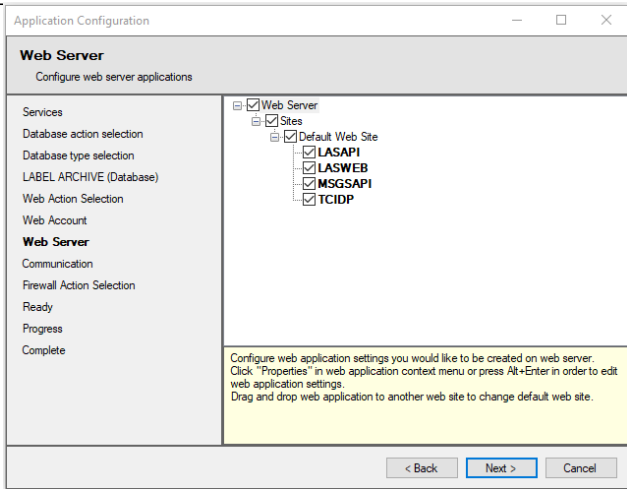 Application Configuration
Web Server
Configure web server applications
Services
Database action selection
Database type selection
LABEL ARCHIVE (Database)
Web Action Selection
Web Account
Web Server
Communication
Firewall Action Selection
Ready
Progress
Complete
Web Server
Sites
Default Web Site
LASAPI
LASWEB
MSGSAPI
TCIDP
Configure web application settings you would like to be created on web server.
Click "Properties" in web application context menu or press Alt+Enter in order to edit
web application settings.
Drag and drop web application to another web site to change default web site.
< Back
Next >
Cancel